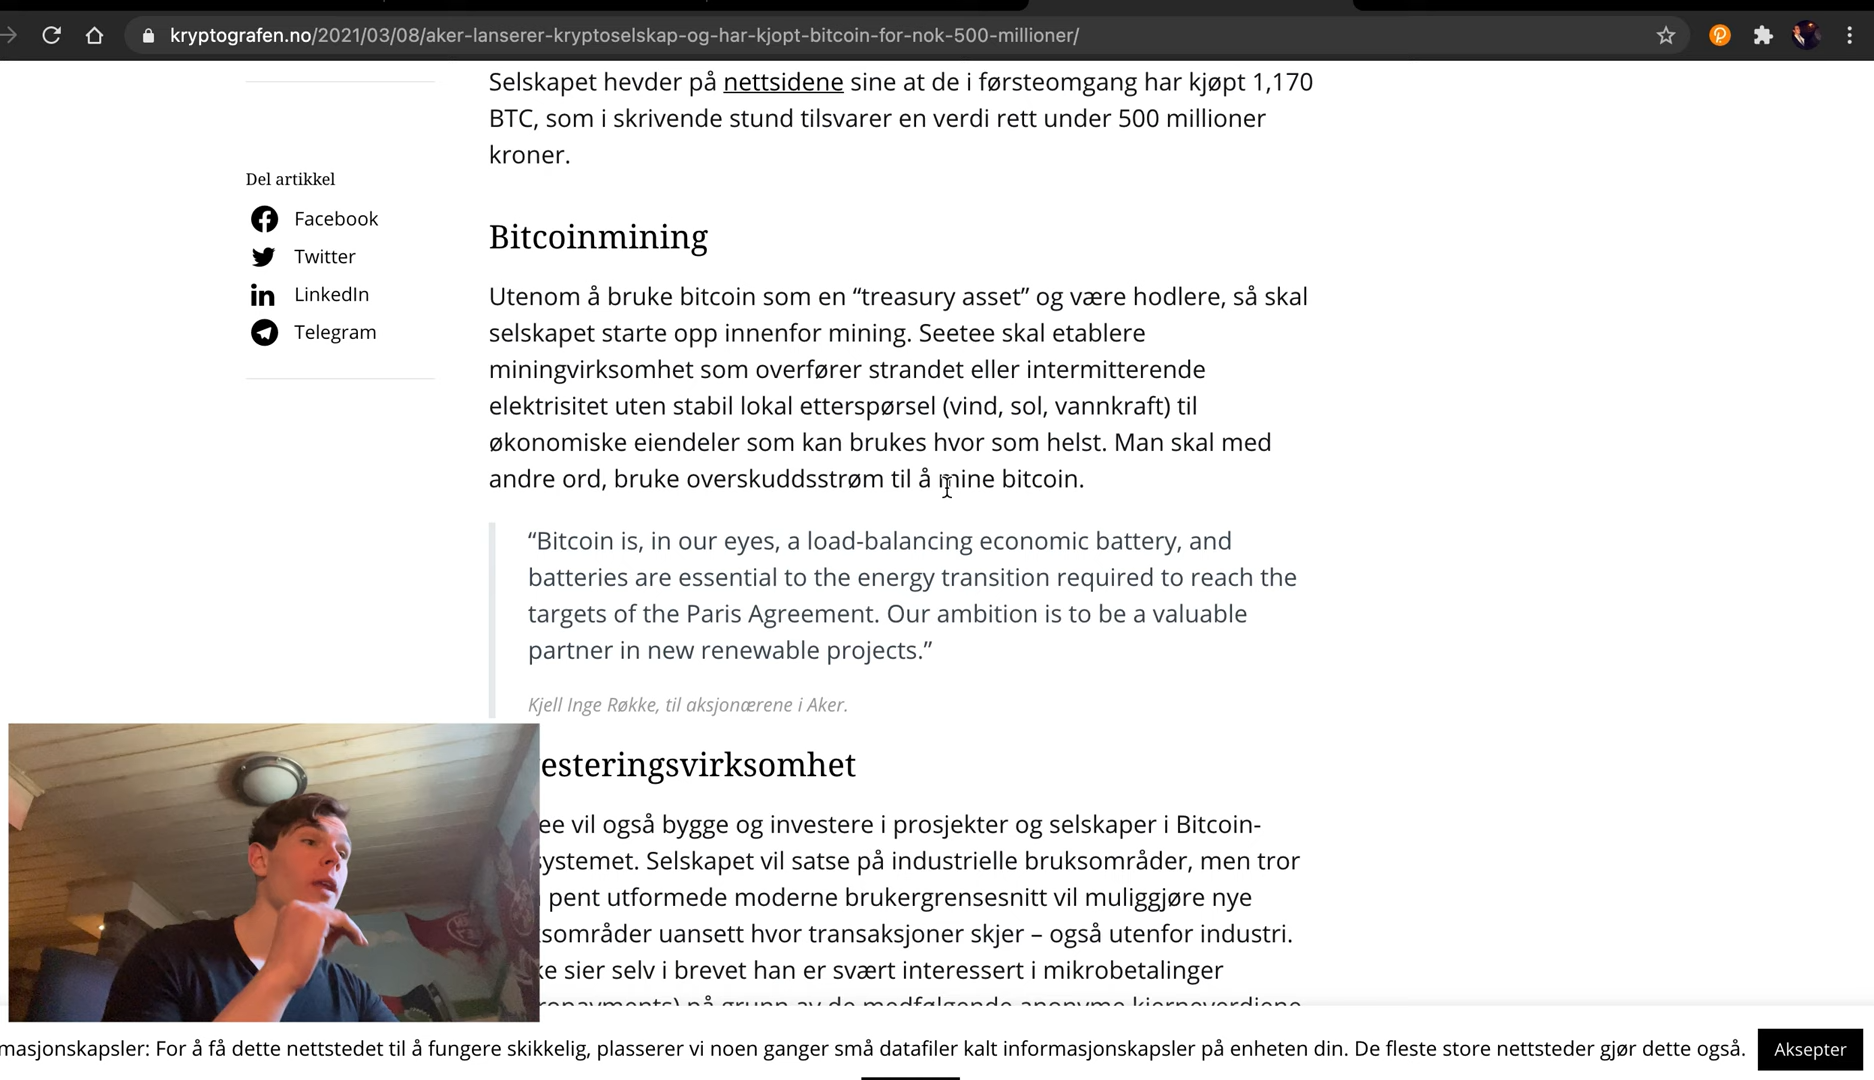 kryptografen.no/2021/03/08/aker-lanserer-kryptoselskap-og-har-kjopt-bitcoin-for-nok-500-millioner/
Selskapet hevder på nettsidene sine at de i førsteomgang har kjøpt 1,170
BTC, som i skrivende stund tilsvarer en verdi rett under 500 millioner
kroner.
Del artikkel
Facebook
Twitter
LinkedIn
Telegram
Bitcoinmining
Utenom å bruke bitcoin som en “treasury asset” og være hodlere, så skal
selskapet starte opp innenfor mining. Seetee skal etablere
miningvirksomhet som overfører strandet eller intermitterende
elektrisitet uten stabil lokal etterspørsel (vind, sol, vannkraft) til
økonomiske eiendeler som kan brukes hvor som helst. Man skal med
andre ord, bruke overskuddsstrøm til å mine bitcoin.
“Bitcoin is, in our eyes, a load-balancing economic battery, and
batteries are essential to the energy transition required to reach the
targets of the Paris Agreement. Our ambition is to be a valuable
partner in new renewable projects.”
Kjell Inge Røkke, til aksjonærene i Aker.
esteringsvirksomhet
ee vil også bygge og investere i prosjekter og selskaper i Bitcoin-
systemet. Selskapet vil satse på industrielle bruksområder, men tror
pent utformede moderne brukergrensesnitt vil muliggjøre nye
sområder uansett hvor transaksjoner skjer – også utenfor industri.
ke sier selv i brevet han er svært interessert i mikrobetalinger
ropayments) på grunn av de medfølgende anonyme kjerneverdiene
masjonskapsler: For å få dette nettstedet til å fungere skikkelig, plasserer vi noen ganger små datafiler kalt informasjonskapsler på enheten din. De fleste store nettsteder gjør dette også.
Aksepter